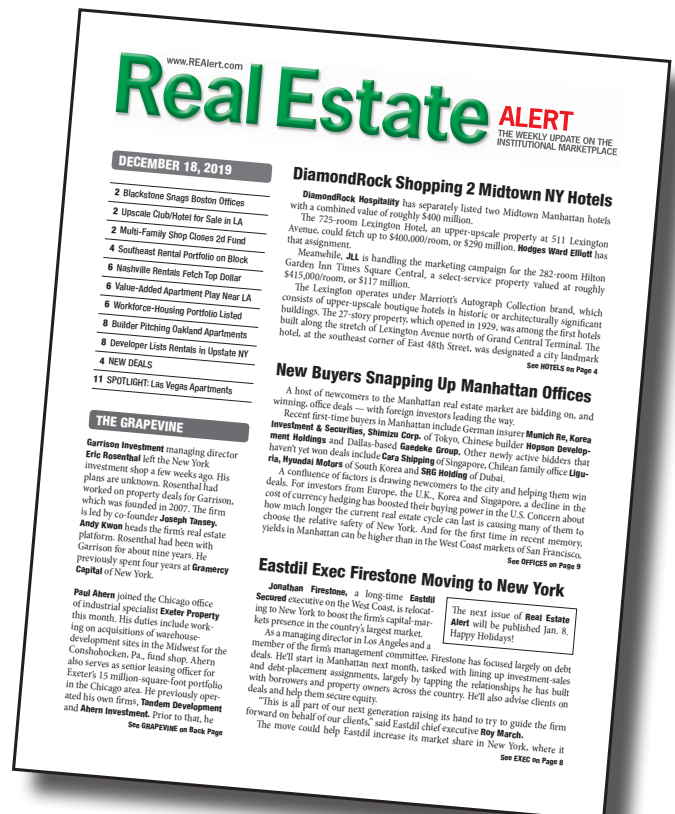 www.REAlert.com
Real Estate
ALERT
THE WEEKLY UPDATE ON THE
INSTITUTIONAL MARKETPLACE
DECEMBER 18, 2019
2 Blackstone Snags Boston Offices
2 Upscale Club/Hotel for Sale in LA
2 Multi-Family Shop Closes 2d Fund
4 Southeast Rental Portfolio on Block
6 Nashville Rentals Fetch Top Dollar
6 Value-Added Apartment Play Near LA
6 Workforce-Housing Portfolio Listed
8 Builder Pitching Oakland Apartments
8 Developer Lists Rentals in Upstate NY
4 NEW DEALS
11 SPOTLIGHT: Las Vegas Apartments
THE GRAPEVINE
Garrison Investment managing director
Eric Rosenthal left the New York
investment shop a few weeks ago. His
plans are unknown. Rosenthal had
worked on property deals for Garrison,
which was founded in 2007. The firm
is led by co-founder Joseph Tansey.
Andy Kwon heads the firm's real estate
platform. Rosenthal had been with
Garrison for about nine years. He
previously spent four years at Gramercy
Capital of New York.
Paul Ahern joined the Chicago office
of industrial specialist Exeter Property
this month. His duties include work-
ing on acquisitions of warehouse-
development sites in the Midwest for the
Conshohocken, Pa., fund shop. Ahern
also serves as senior leasing officer for
Exeter's 15 million-square-foot portfolio
in the Chicago area. He previously oper-
ated his own firms, Tandem Development
and Ahern Investment. Prior to that, he
See GRAPEVINE on Back Page
DiamondRock Shopping 2 Midtown NY Hotels
DiamondRock Hospitality has separately listed two Midtown Manhattan hotels
with a combined value of roughly $400 million.
The 725-room Lexington Hotel, an upper-upscale property at 511 Lexington
Avenue, could fetch up to $400,000/room, or $290 million. Hodges Ward Elliott has
that assignment.
Meanwhile, JLL is handling the marketing campaign for the 282-room Hilton
Garden Inn Times Square Central, a select-service property valued at roughly
$415,000/room, or $117 million.
The Lexington operates under Marriott's Autograph Collection brand, which
consists of upper-upscale boutique hotels in historic or architecturally significant
buildings. The 27-story property, which opened in 1929, was among the first hotels
built along the stretch of Lexington Avenue north of Grand Central Terminal. The
hotel, at the southeast corner of East 48th Street, was designated a city landmark
See HOTELS on Page 4
New Buyers Snapping Up Manhattan Offices
A host of newcomers to the Manhattan real estate market are bidding on, and
winning, office deals — with foreign investors leading the way.
Recent first-time buyers in Manhattan include German insurer Munich Re, Korea
Investment & Securities, Shimizu Corp. of Tokyo, Chinese builder Hopson Develop-
ment Holdings and Dallas-based Gaedeke Group. Other newly active bidders that
haven't yet won deals include Cara Shipping of Singapore, Chilean family office Ligu-
ria, Hyundai Motors of South Korea and SRG Holding of Dubai.
A confluence of factors is drawing newcomers to the city and helping them win
deals. For investors from Europe, the U.K., Korea and Singapore, a decline in the
cost of currency hedging has boosted their buying power in the U.S. Concern about
how much longer the current real estate cycle can last is causing many of them to
choose the relative safety of New York. And for the first time in recent memory,
yields in Manhattan can be higher than in the West Coast markets of San Francisco,
See OFFICES on Page 9
Eastdil Exec Firestone Moving to New York
Jonathan Firestone, a long-time Eastdil
Secured executive on the West Coast, is relocat-
ing to New York to boost the firm's capital-mar-
kets presence in the country's largest market.
As a managing director in Los Angeles and a
member of the firm's management committee, Firestone has focused largely on debt
deals. He'll start in Manhattan next month, tasked with lining up investment-sales
and debt-placement assignments, largely by tapping the relationships he has built
with borrowers and property owners across the country. He'll also advise clients on
deals and help them secure equity.
"This is all part of our next generation raising its hand to try to guide the firm
forward on behalf of our clients," said Eastdil chief executive Roy March.
The move could help Eastdil increase its market share in New York, where it
See EXEC on Page 8
The next issue of Real Estate
Alert will be published Jan. 8.
Happy Holidays!